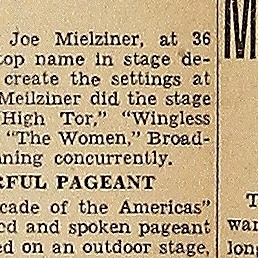 Joe Mielziner, at 36
top name in stage de-
create the settings at
Meilziner did the stage
High Tor," "Wingless
"The Women," Broad-
ning concurrently.
RFUL PAGEANT
cade of the Americas"
ed and spoken pageant
ed on an outdoor stage,
M
T
war
long